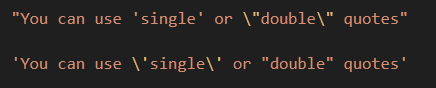 "You can use 'single' or \"double\" quotes"
'You can use \'single\' or "double" quotes'